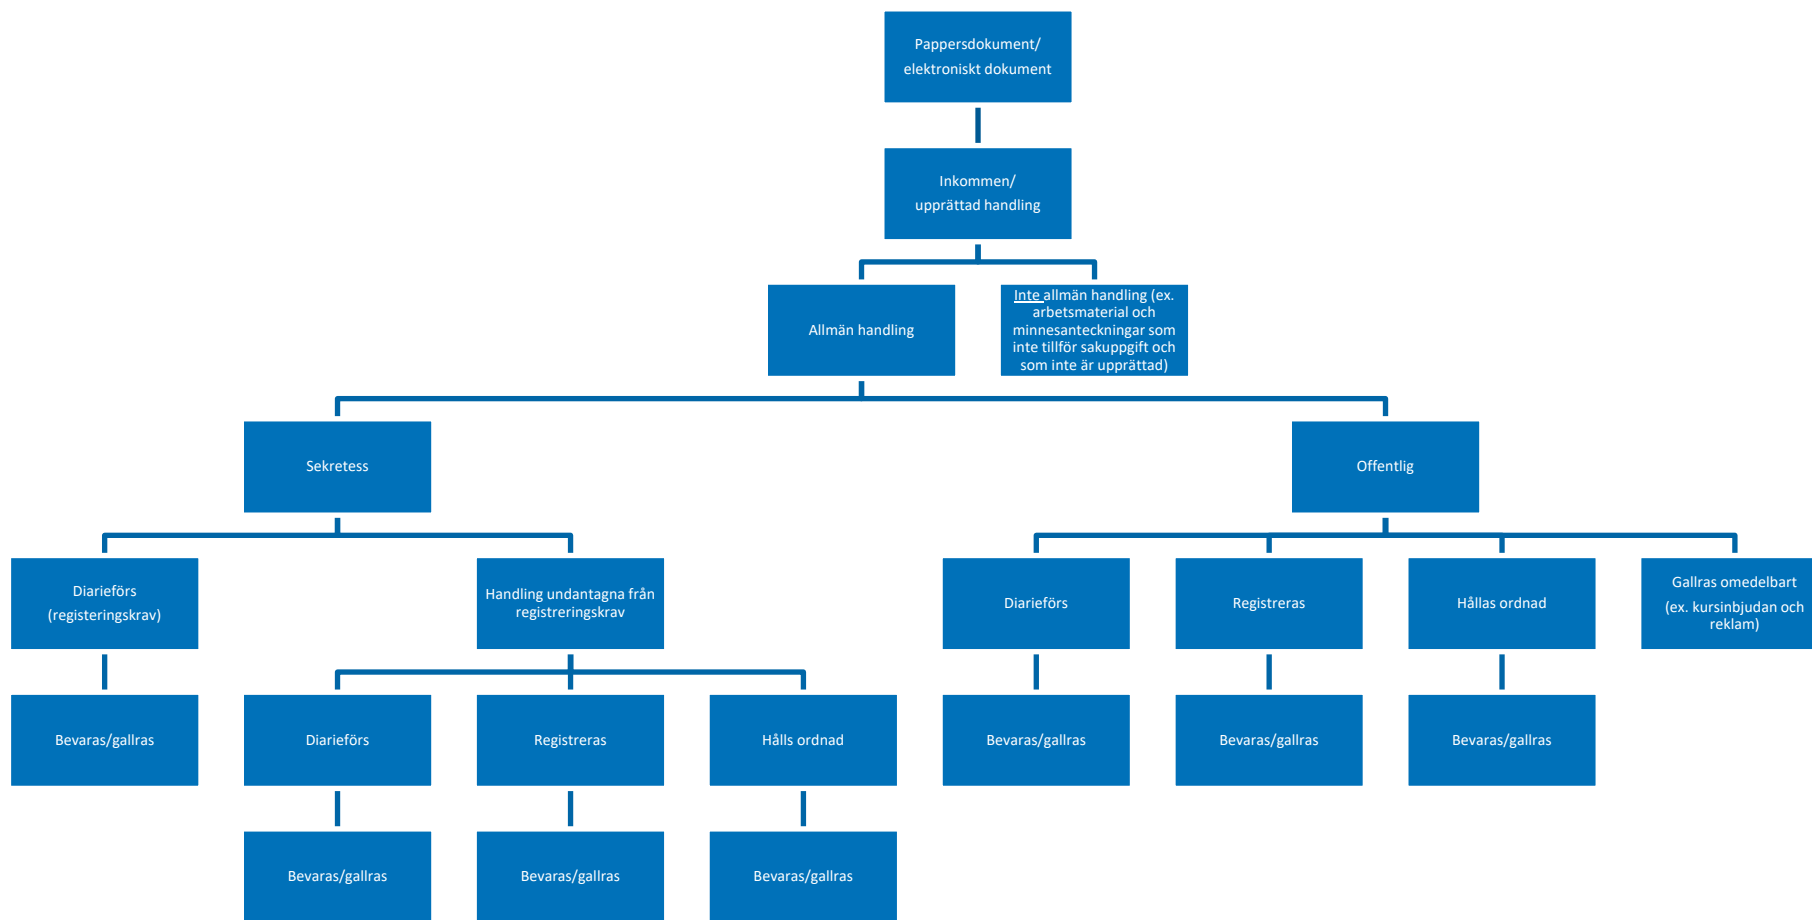 Pappersdokument/
elektroniskt dokument
Inkommen/
upprättad handling
Allmän handling
Inte allmän handling (ex.
arbetsmaterial och
minnesanteckningar som
inte tillför sakuppgift och
som inte är upprättad)
Sekretess
Offentlig
Diarieförs
(registeringskrav)
Handling undantagna från
registreringskrav
Diarieförs
Registreras
Hållas ordnad
Gallras omedelbart
(ex. kursinbjudan och
reklam)
Bevaras/gallras
Diarieförs
Registreras
Hålls ordnad
Bevaras/gallras
Bevaras/gallras
Bevaras/gallras
Bevaras/gallras
Bevaras/gallras
Bevaras/gallras